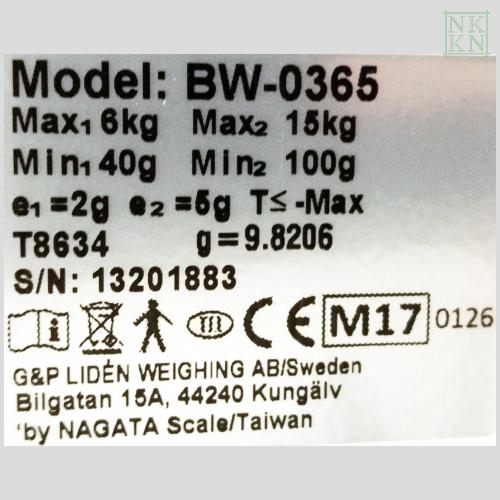 NK
KN
Model: BW-0365
Max₁ 6kg Max₂ 15kg
Min₁ 40g Min₂ 100g
e₁ =2g e₂ =5g T≤ -Max
T8634 g=9.8206
S/N: 13201883
i CE M17 0126
G&P LIDÉN WEIGHING AB/Sweden
Bilgatan 15A, 44240 Kungälv
'by NAGATA Scale/Taiwan